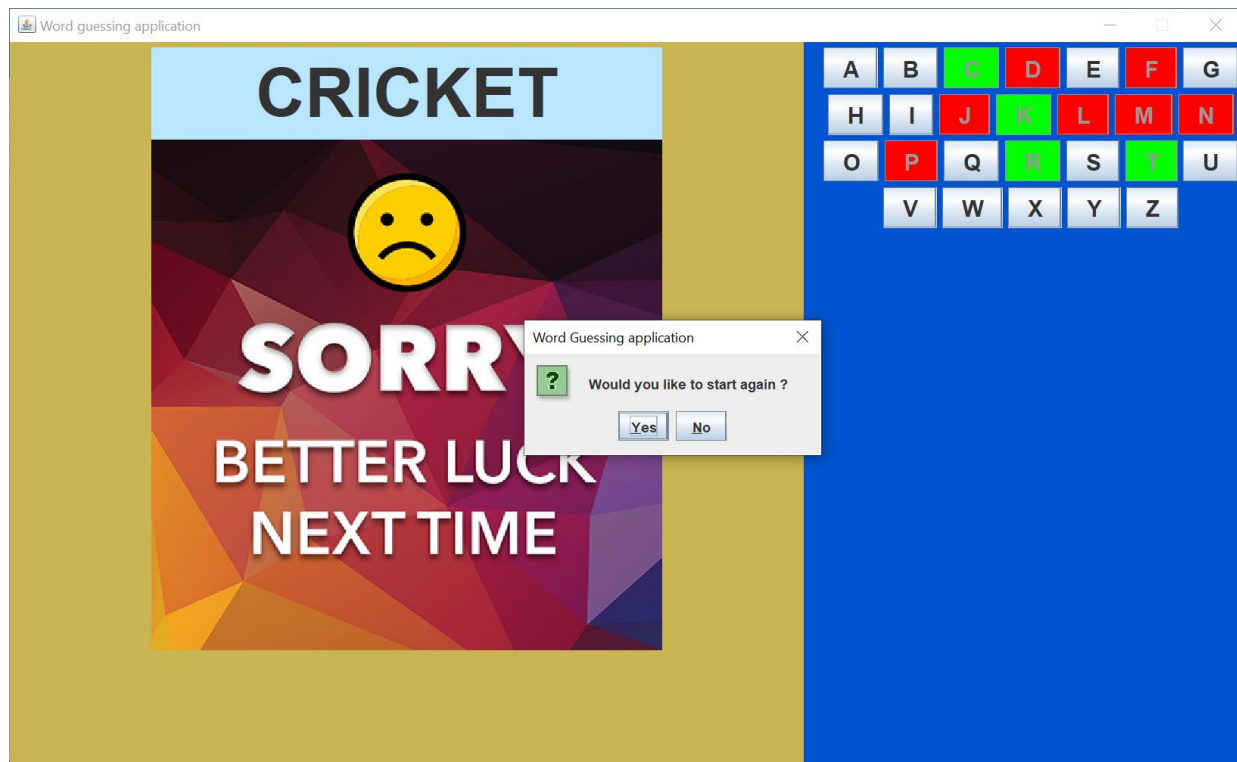 Word guessing application
CRICKET
A B C D E F G
H I J K L M N
O P Q R S T U
V W X Y Z
SORRY
BETTER LUCK
NEXT TIME
Word Guessing application
?
Would you like to start again ?
Yes No